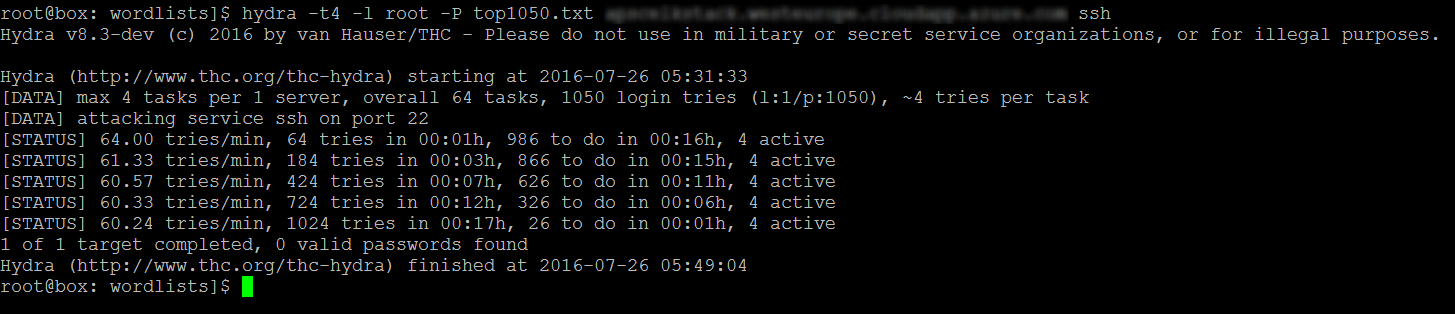 root@box: wordlists]$ hydra -t4 -l root -P top1050.txt ssh
Hydra v8.3-dev (c) 2016 by van Hauser/THC - Please do not use in military or secret service organizations, or for illegal purposes.
Hydra (http://www.thc.org/thc-hydra) starting at 2016-07-26 05:31:33
[DATA] max 4 tasks per 1 server, overall 64 tasks, 1050 login tries (l:1/p:1050), ~4 tries per task
[DATA] attacking service ssh on port 22
[STATUS] 64.00 tries/min, 64 tries in 00:01h, 986 to do in 00:16h, 4 active
[STATUS] 61.33 tries/min, 184 tries in 00:03h, 866 to do in 00:15h, 4 active
[STATUS] 60.57 tries/min, 424 tries in 00:07h, 626 to do in 00:11h, 4 active
[STATUS] 60.33 tries/min, 724 tries in 00:12h, 326 to do in 00:06h, 4 active
[STATUS] 60.24 tries/min, 1024 tries in 00:17h, 26 to do in 00:01h, 4 active
1 of 1 target completed, 0 valid passwords found
Hydra (http://www.thc.org/thc-hydra) finished at 2016-07-26 05:49:04
root@box: wordlists]$